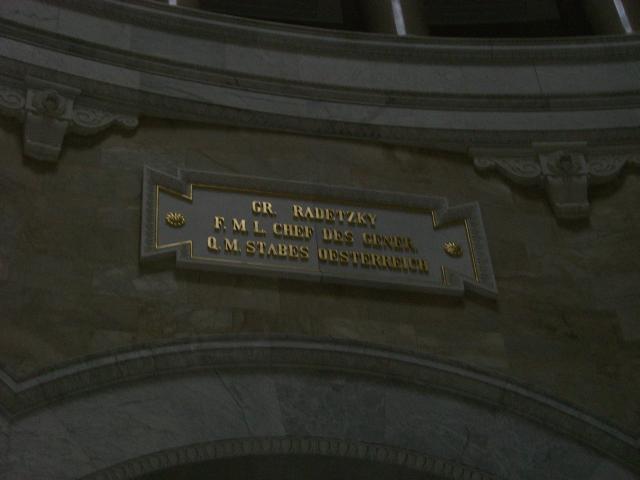 GR. RADETZKY
F. M L. CHEF DES GENER.
Q. M. STABES OESTERREICH